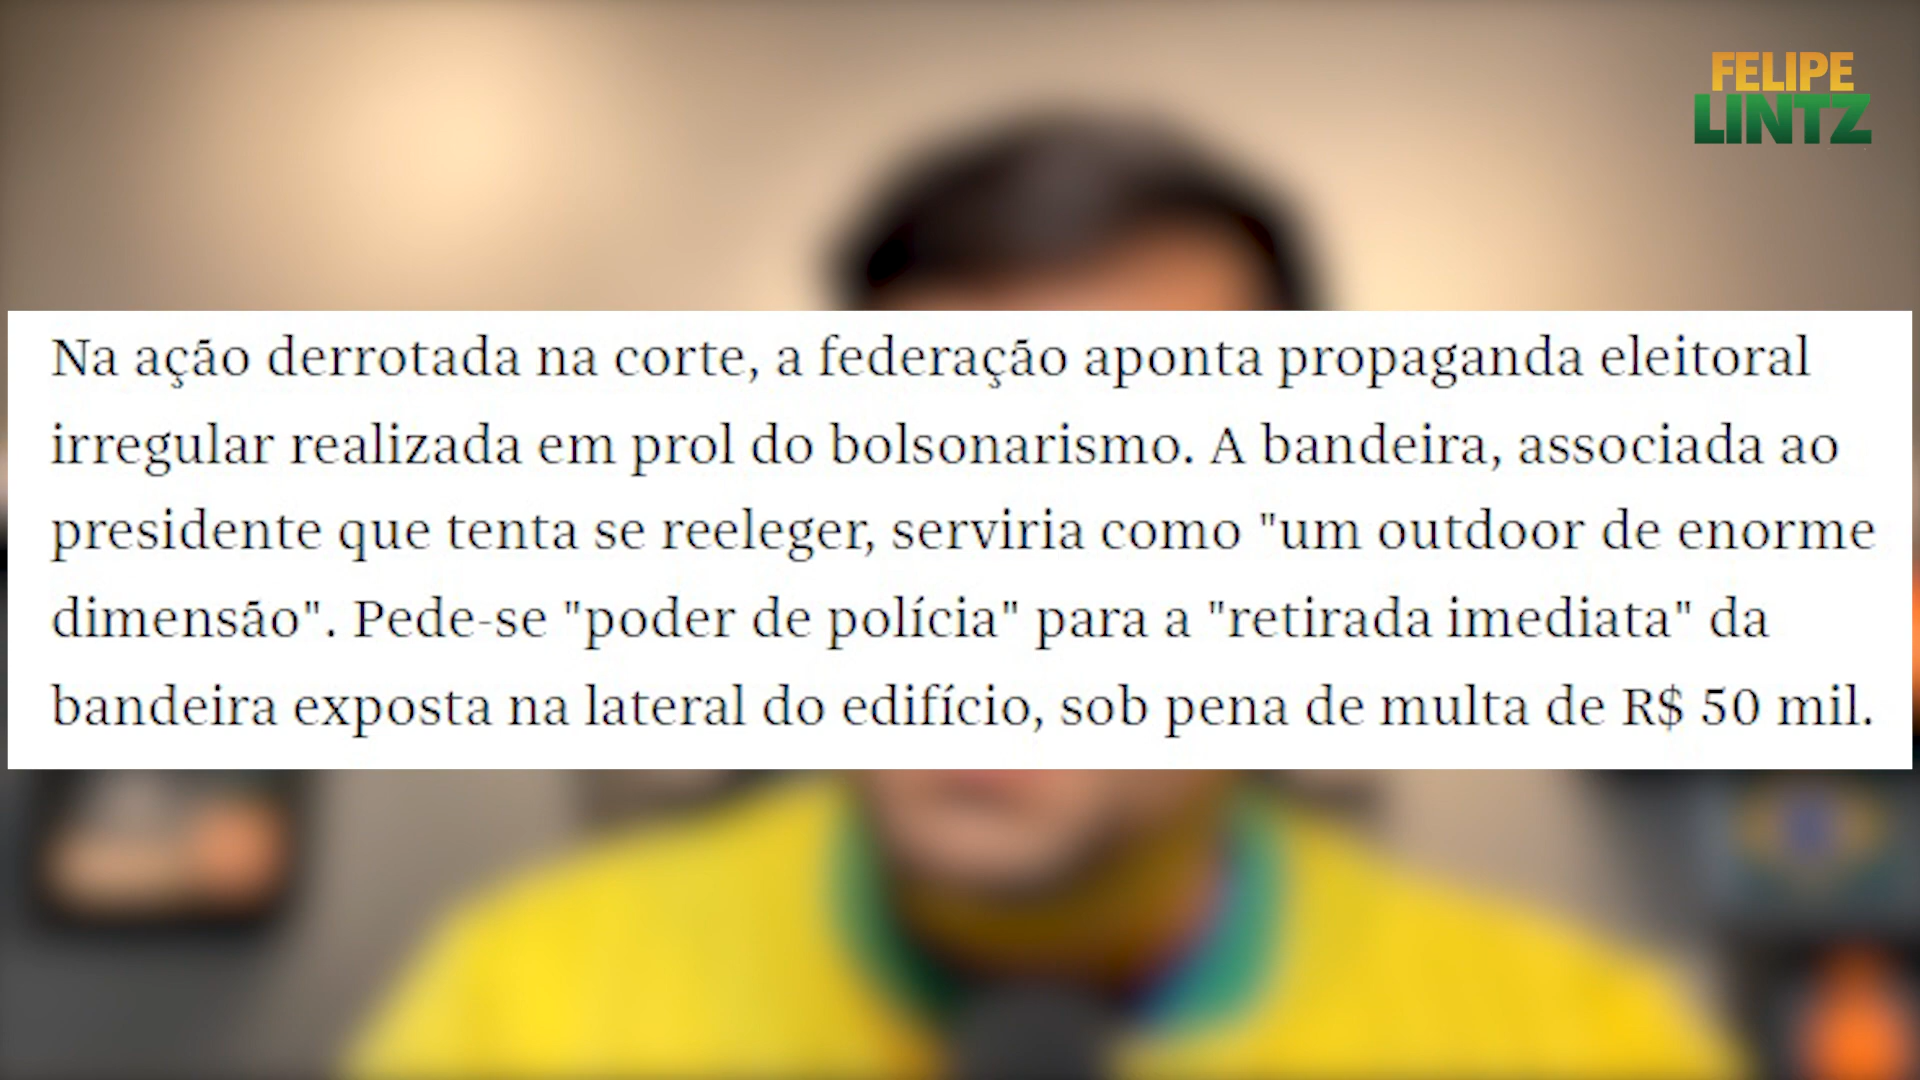 FELIPE
LINTZ
Na ação derrotada na corte, a federação aponta propaganda eleitoral
irregular realizada em prol do bolsonarismo. A bandeira, associada ao
presidente que tenta se reeleger, serviria como "um outdoor de enorme
dimensão". Pede-se "poder de polícia" para a "retirada imediata" da
bandeira exposta na lateral do edifício, sob pena de multa de R$ 50 mil.